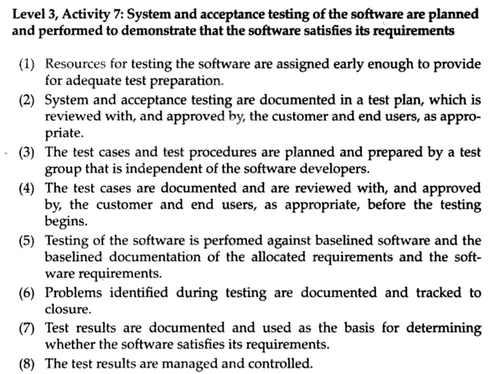 Level 3, Activity 7: System and acceptance testing of the software are planned
and performed to demonstrate that the software satisfies its requirements
(1) Resources for testing the software are assigned early enough to provide
for adequate test preparation.
(2) System and acceptance testing are documented in a test plan, which is
reviewed with, and approved by, the customer and end users, as appro-
priate.
(3) The test cases and test procedures are planned and prepared by a test
group that is independent of the software developers.
(4) The test cases are documented and are reviewed with, and approved
by, the customer and end users, as appropriate, before the testing
begins.
(5) Testing of the software is perfomed against baselined software and the
baselined documentation of the allocated requirements and the soft-
ware requirements.
(6) Problems identified during testing are documented and tracked to
closure.
(7) Test results are documented and used as the basis for determining
whether the software satisfies its requirements.
(8) The test results are managed and controlled.